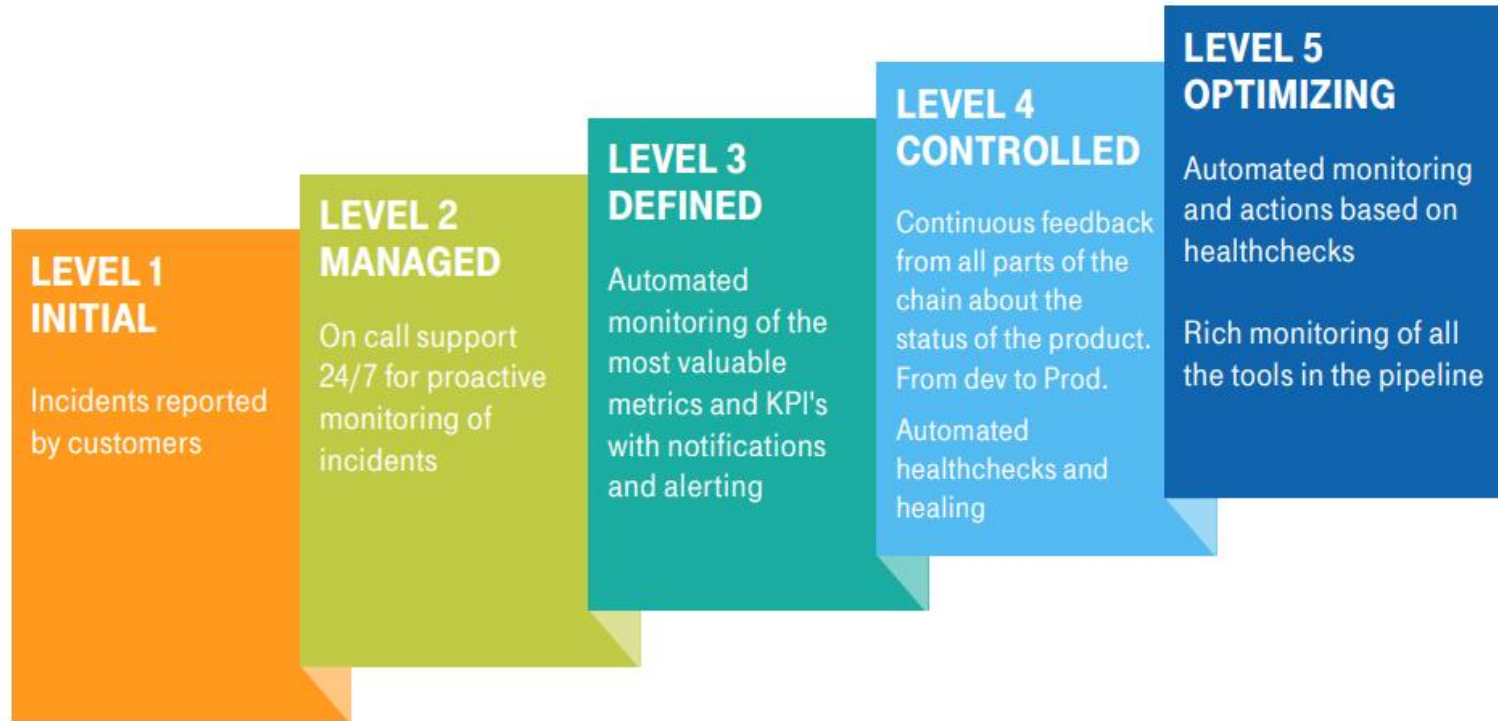 LEVEL 1
INITIAL
Incidents reported
by customers
LEVEL 2
MANAGED
On call support
24/7 for proactive
monitoring of
incidents
LEVEL 3
DEFINED
Automated
monitoring of the
most valuable
metrics and KPI's
with notifications
and alerting
LEVEL 4
CONTROLLED
Continuous feedback
from all parts of the
chain about the
status of the product.
From dev to Prod.
Automated
healthchecks and
healing
LEVEL 5
OPTIMIZING
Automated monitoring
and actions based on
healthchecks
Rich monitoring of all
the tools in the pipeline